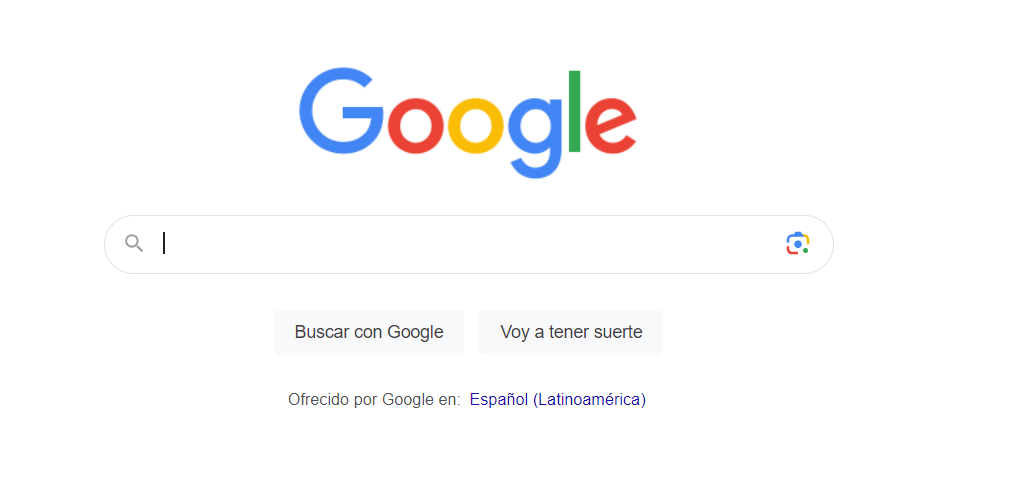 Google
Buscar con Google
Voy a tener suerte
Ofrecido por Google en: Español (Latinoamérica)